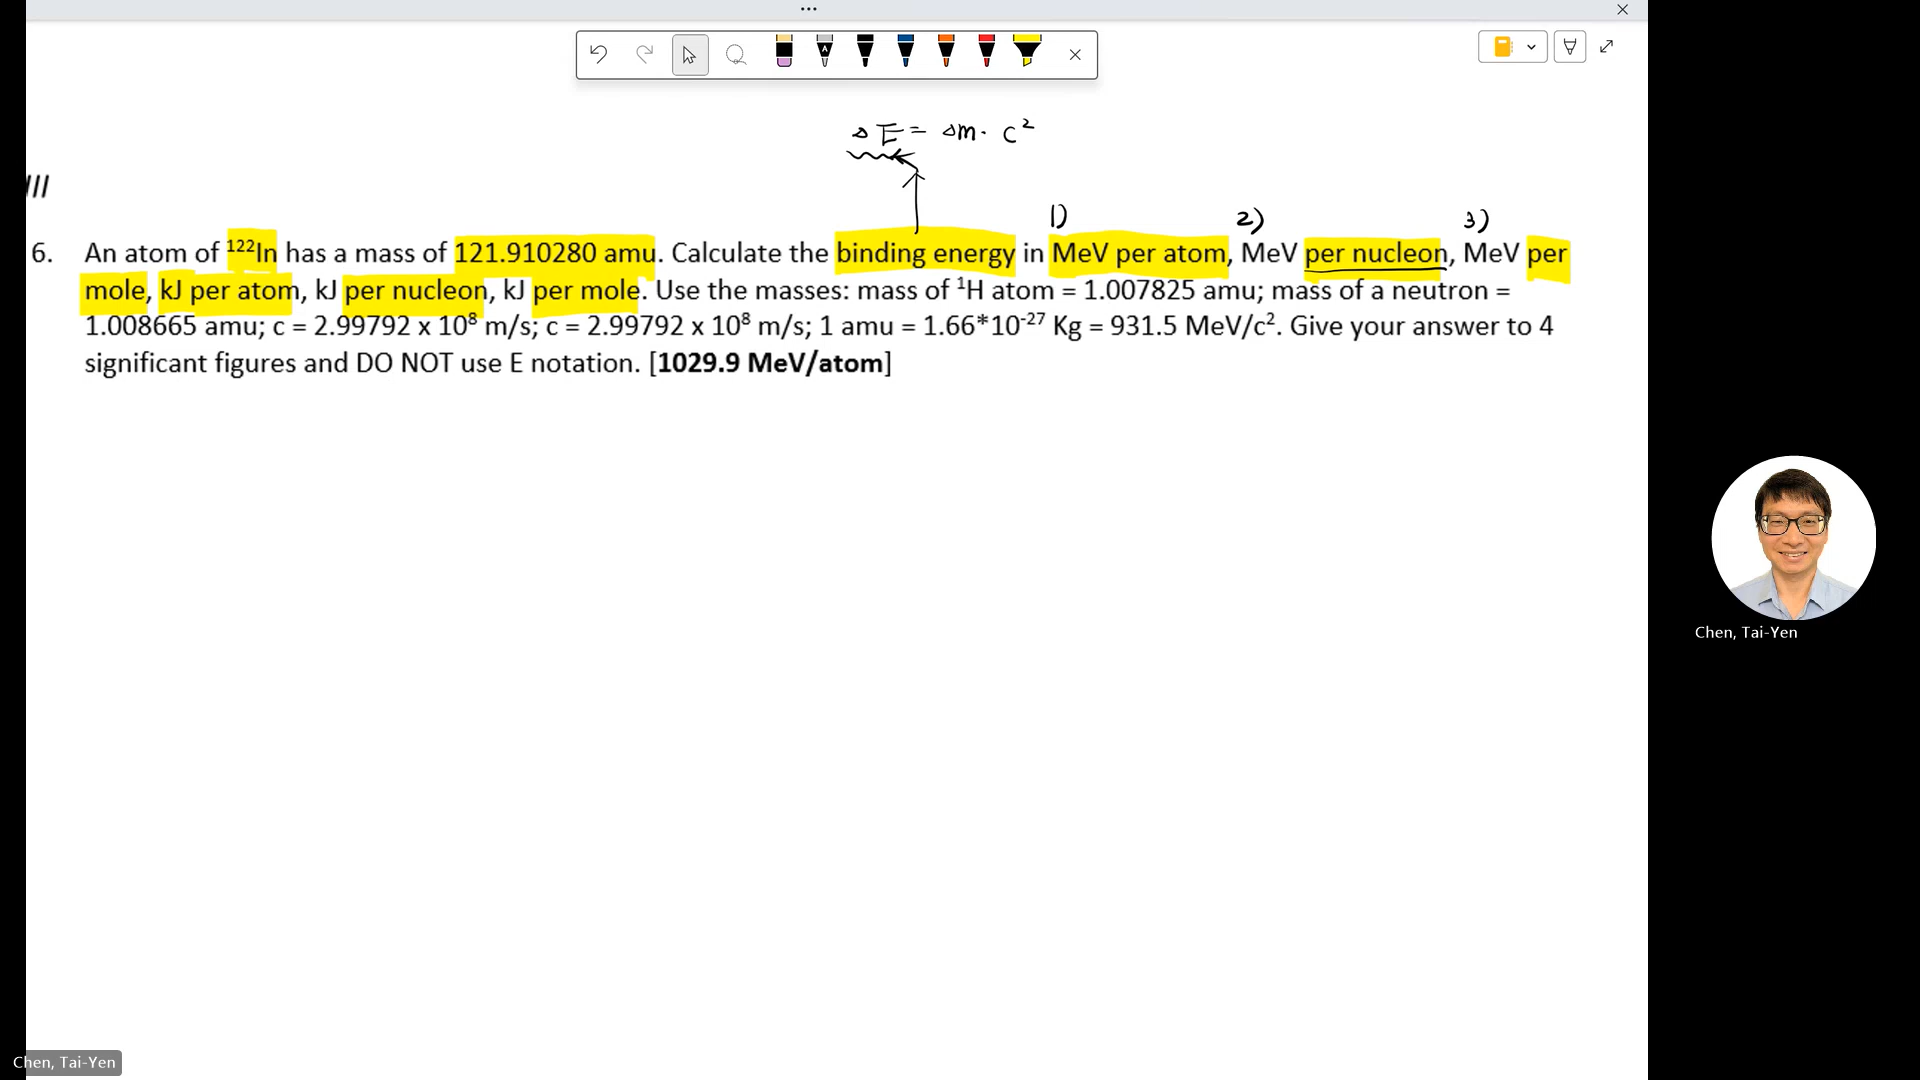 ΔE = Δm · c²
III
1) 2) 3)
6. An atom of ¹²²In has a mass of 121.910280 amu. Calculate the binding energy in MeV per atom, MeV per nucleon, MeV per
mole, kJ per atom, kJ per nucleon, kJ per mole. Use the masses: mass of ¹H atom = 1.007825 amu; mass of a neutron =
1.008665 amu; c = 2.99792 x 10⁸ m/s; c = 2.99792 x 10⁸ m/s; 1 amu = 1.66*10⁻²⁷ Kg = 931.5 MeV/c². Give your answer to 4
significant figures and DO NOT use E notation. [1029.9 MeV/atom]
Chen, Tai-Yen
Chen, Tai-Yen